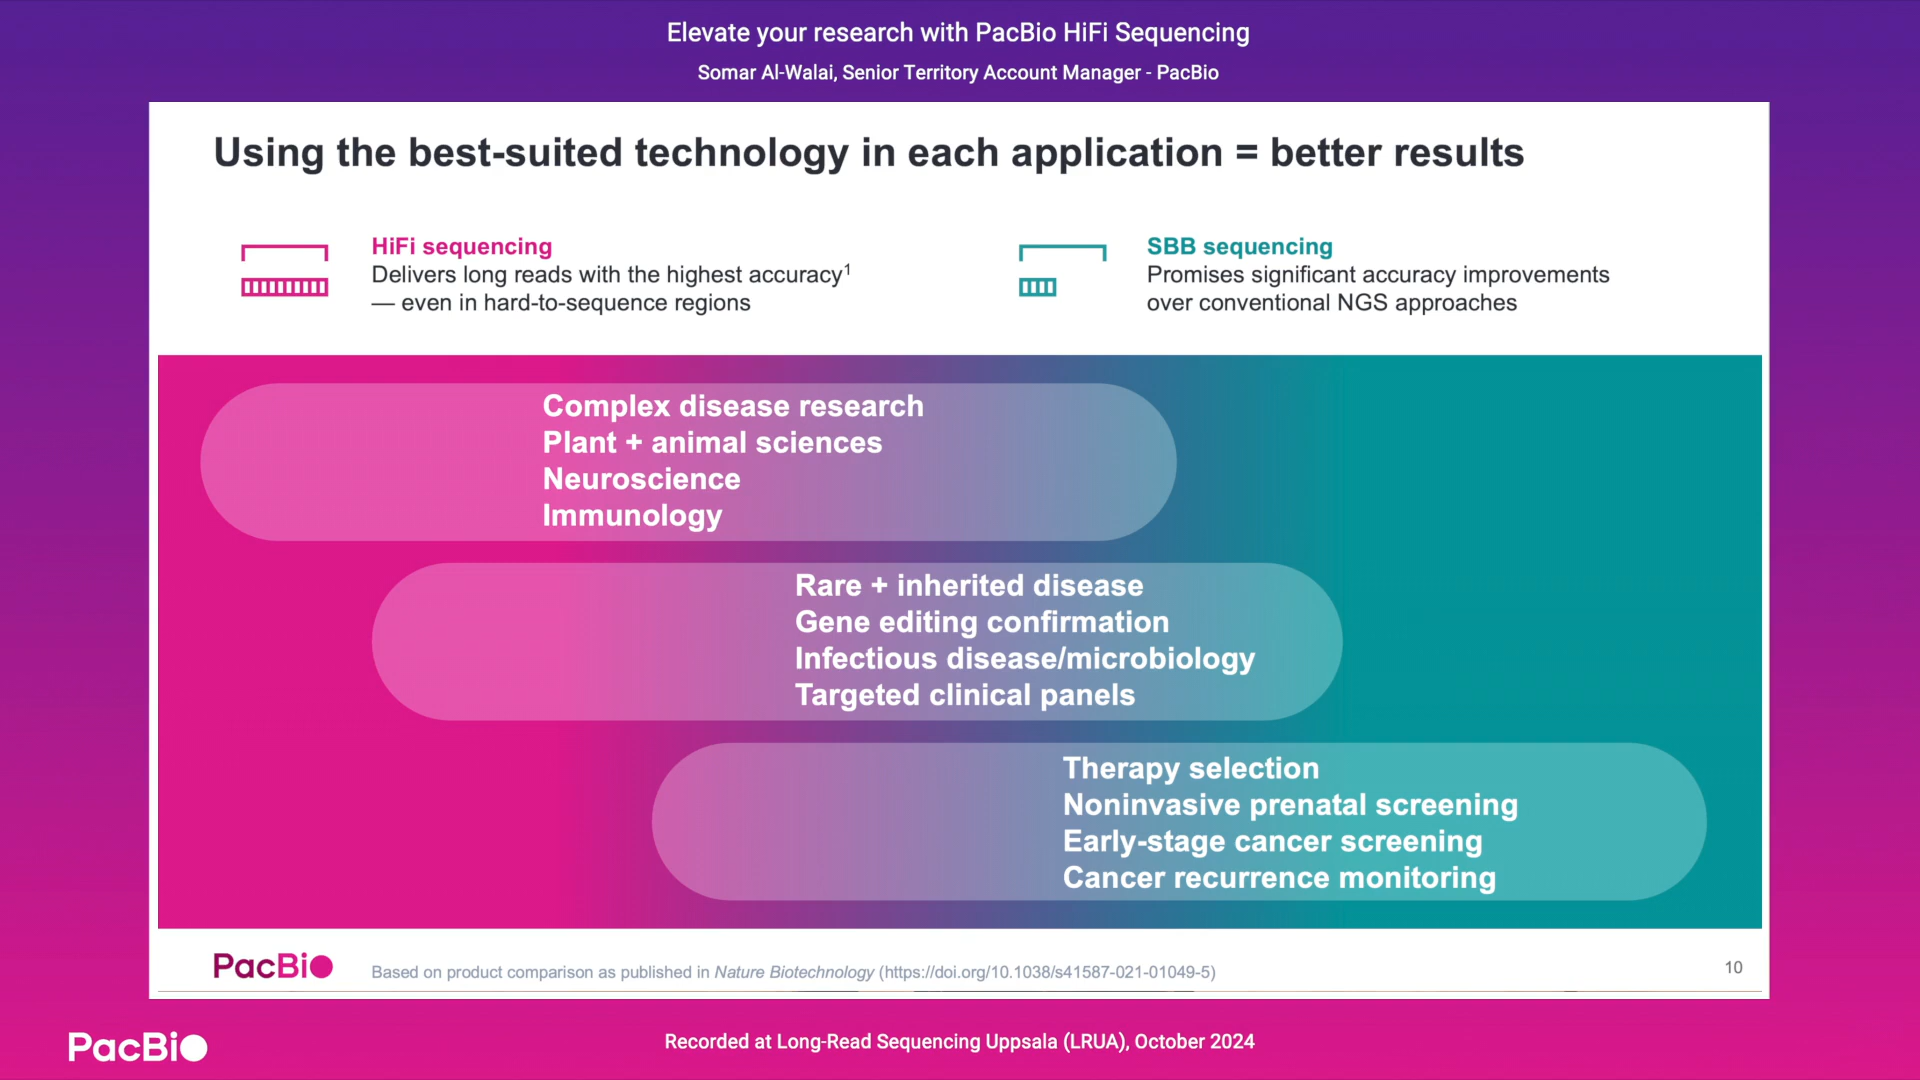 Elevate your research with PacBio HiFi Sequencing
Somar Al-Walai, Senior Territory Account Manager - PacBio
Using the best-suited technology in each application = better results
HiFi sequencing
Delivers long reads with the highest accuracy¹
— even in hard-to-sequence regions
SBB sequencing
Promises significant accuracy improvements
over conventional NGS approaches
Complex disease research
Plant + animal sciences
Neuroscience
Immunology
Rare + inherited disease
Gene editing confirmation
Infectious disease/microbiology
Targeted clinical panels
Therapy selection
Noninvasive prenatal screening
Early-stage cancer screening
Cancer recurrence monitoring
PacBio
Based on product comparison as published in Nature Biotechnology (https://doi.org/10.1038/s41587-021-01049-5)
10
PacBio
Recorded at Long-Read Sequencing Uppsala (LRUA), October 2024